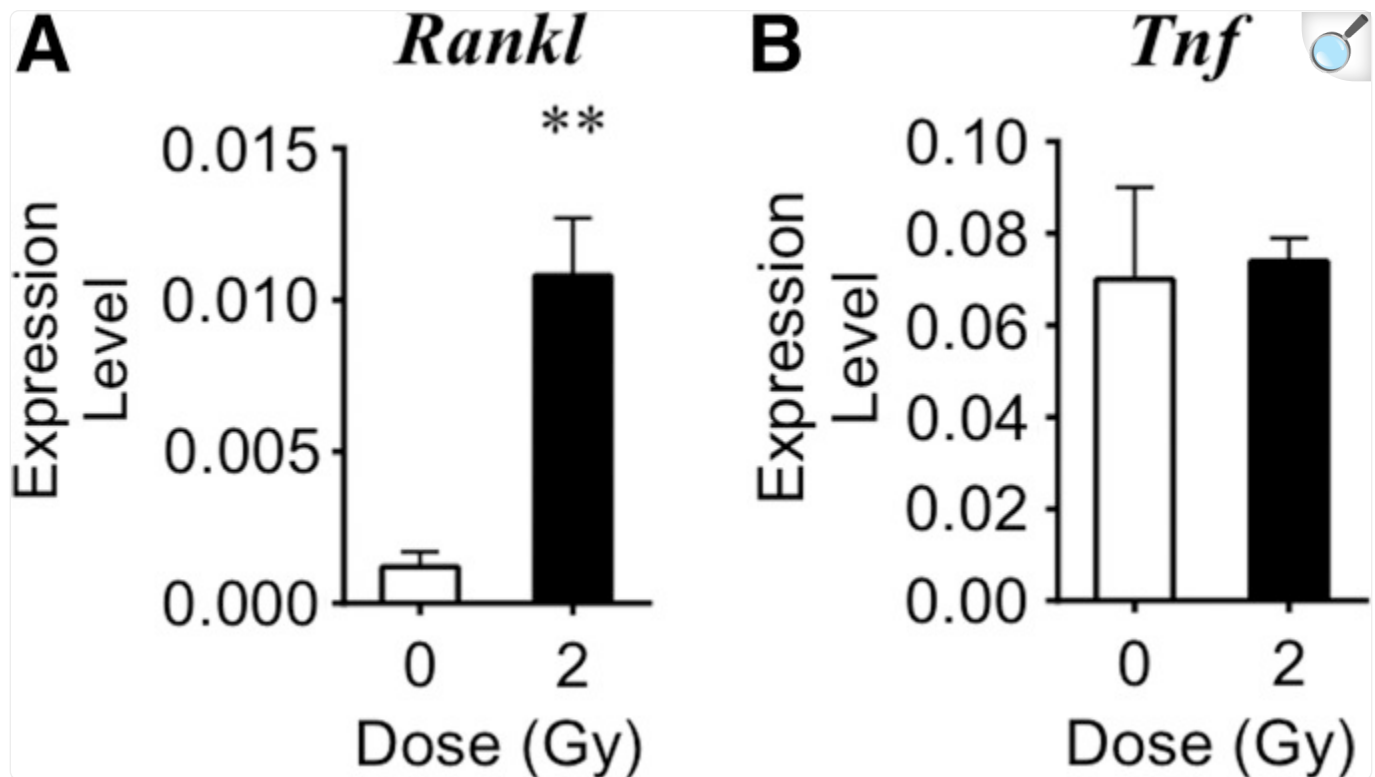 A
Rankl
**
0.015
0.010
0.005
0.000
Expression
Level
0
2
Dose (Gy)
B
Tnf
0.10
0.08
0.06
0.04
0.02
0.00
Expression
Level
0
2
Dose (Gy)